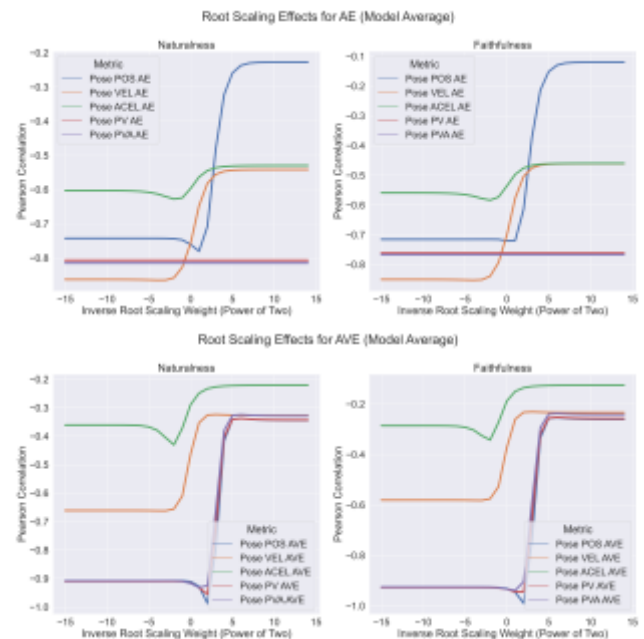 Root Scaling Effects for AE (Model Average)
Naturalness
Faithfulness
Pearson Correlation
−0.2
−0.3
−0.4
−0.5
−0.6
−0.7
−0.8
Metric
Pose POS AE
Pose VEL AE
Pose ACEL AE
Pose PV AE
Pose PVA AE
−15 −10 −5 0 5 10 15
Inverse Root Scaling Weight (Power of Two)
Pearson Correlation
−0.1
−0.2
−0.3
−0.4
−0.5
−0.6
−0.7
−0.8
Metric
Pose POS AE
Pose VEL AE
Pose ACEL AE
Pose PV AE
Pose PVA AE
−15 −10 −5 0 5 10 15
Inverse Root Scaling Weight (Power of Two)
Root Scaling Effects for AVE (Model Average)
Naturalness
Faithfulness
Pearson Correlation
−0.2
−0.3
−0.4
−0.5
−0.6
−0.7
−0.8
−0.9
−1.0
Metric
Pose POS AVE
Pose VEL AVE
Pose ACEL AVE
Pose PV AVE
Pose PVA AVE
−15 −10 −5 0 5 10 15
Inverse Root Scaling Weight (Power of Two)
Pearson Correlation
−0.2
−0.4
−0.6
−0.8
−1.0
Metric
Pose POS AVE
Pose VEL AVE
Pose ACEL AVE
Pose PV AVE
Pose PVA AVE
−15 −10 −5 0 5 10 15
Inverse Root Scaling Weight (Power of Two)